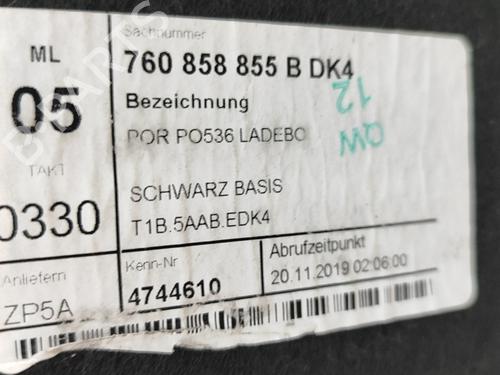 ML
05
TAKT
0330
Anliefern
ZP5A
Sachnummer
760 858 855 B DK4
Bezeichnung
POR PO536 LADEBO
SCHWARZ BASIS
T1B.5AAB.EDK4
Kenn-Nr
4744610
Abrufzeitpunkt
20.11.2019 02:06:00
QW
12